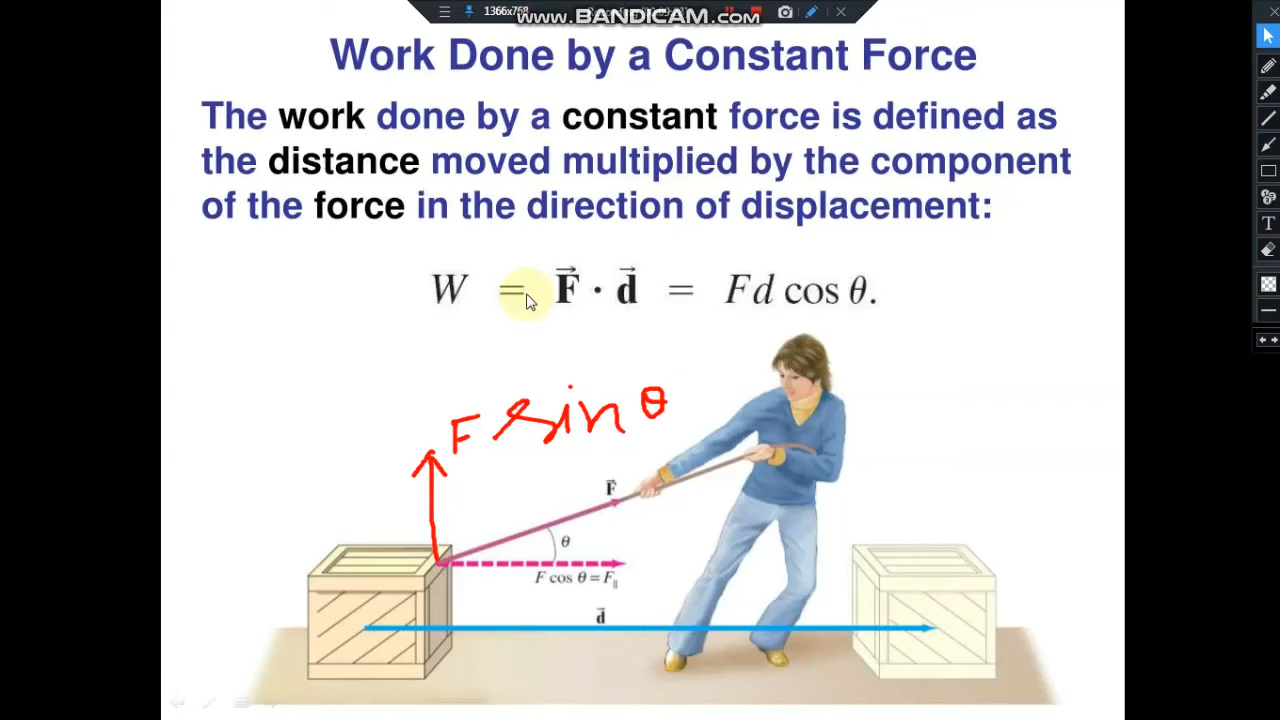 1366x768
www.BANDICAM.com
Work Done by a Constant Force
The work done by a constant force is defined as
the distance moved multiplied by the component
of the force in the direction of displacement:
W = F⃗ · d⃗ = Fd cos θ.
F sin θ
F⃗
θ
F cos θ = F∥
d⃗
T